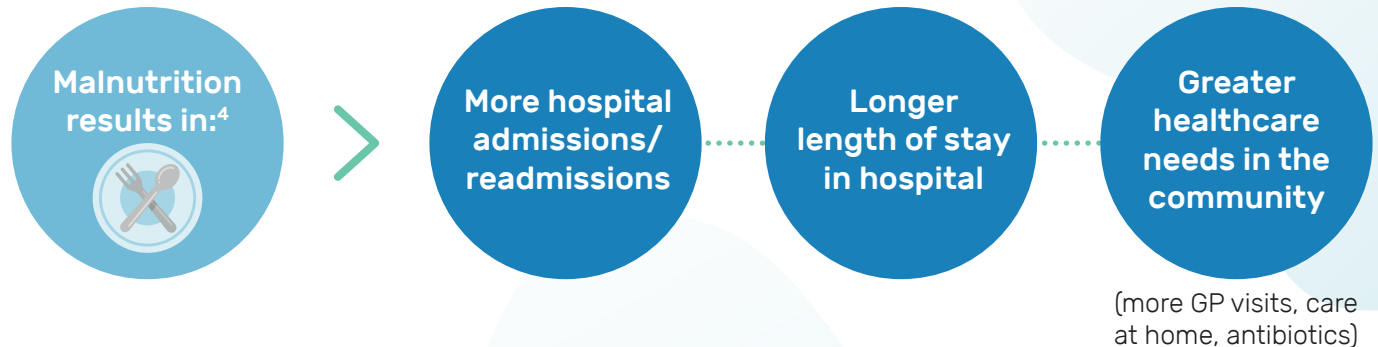 Malnutrition
results in:⁴
More hospital
admissions/
readmissions
Longer
length of stay
in hospital
Greater
healthcare
needs in the
community
(more GP visits, care
at home, antibiotics)